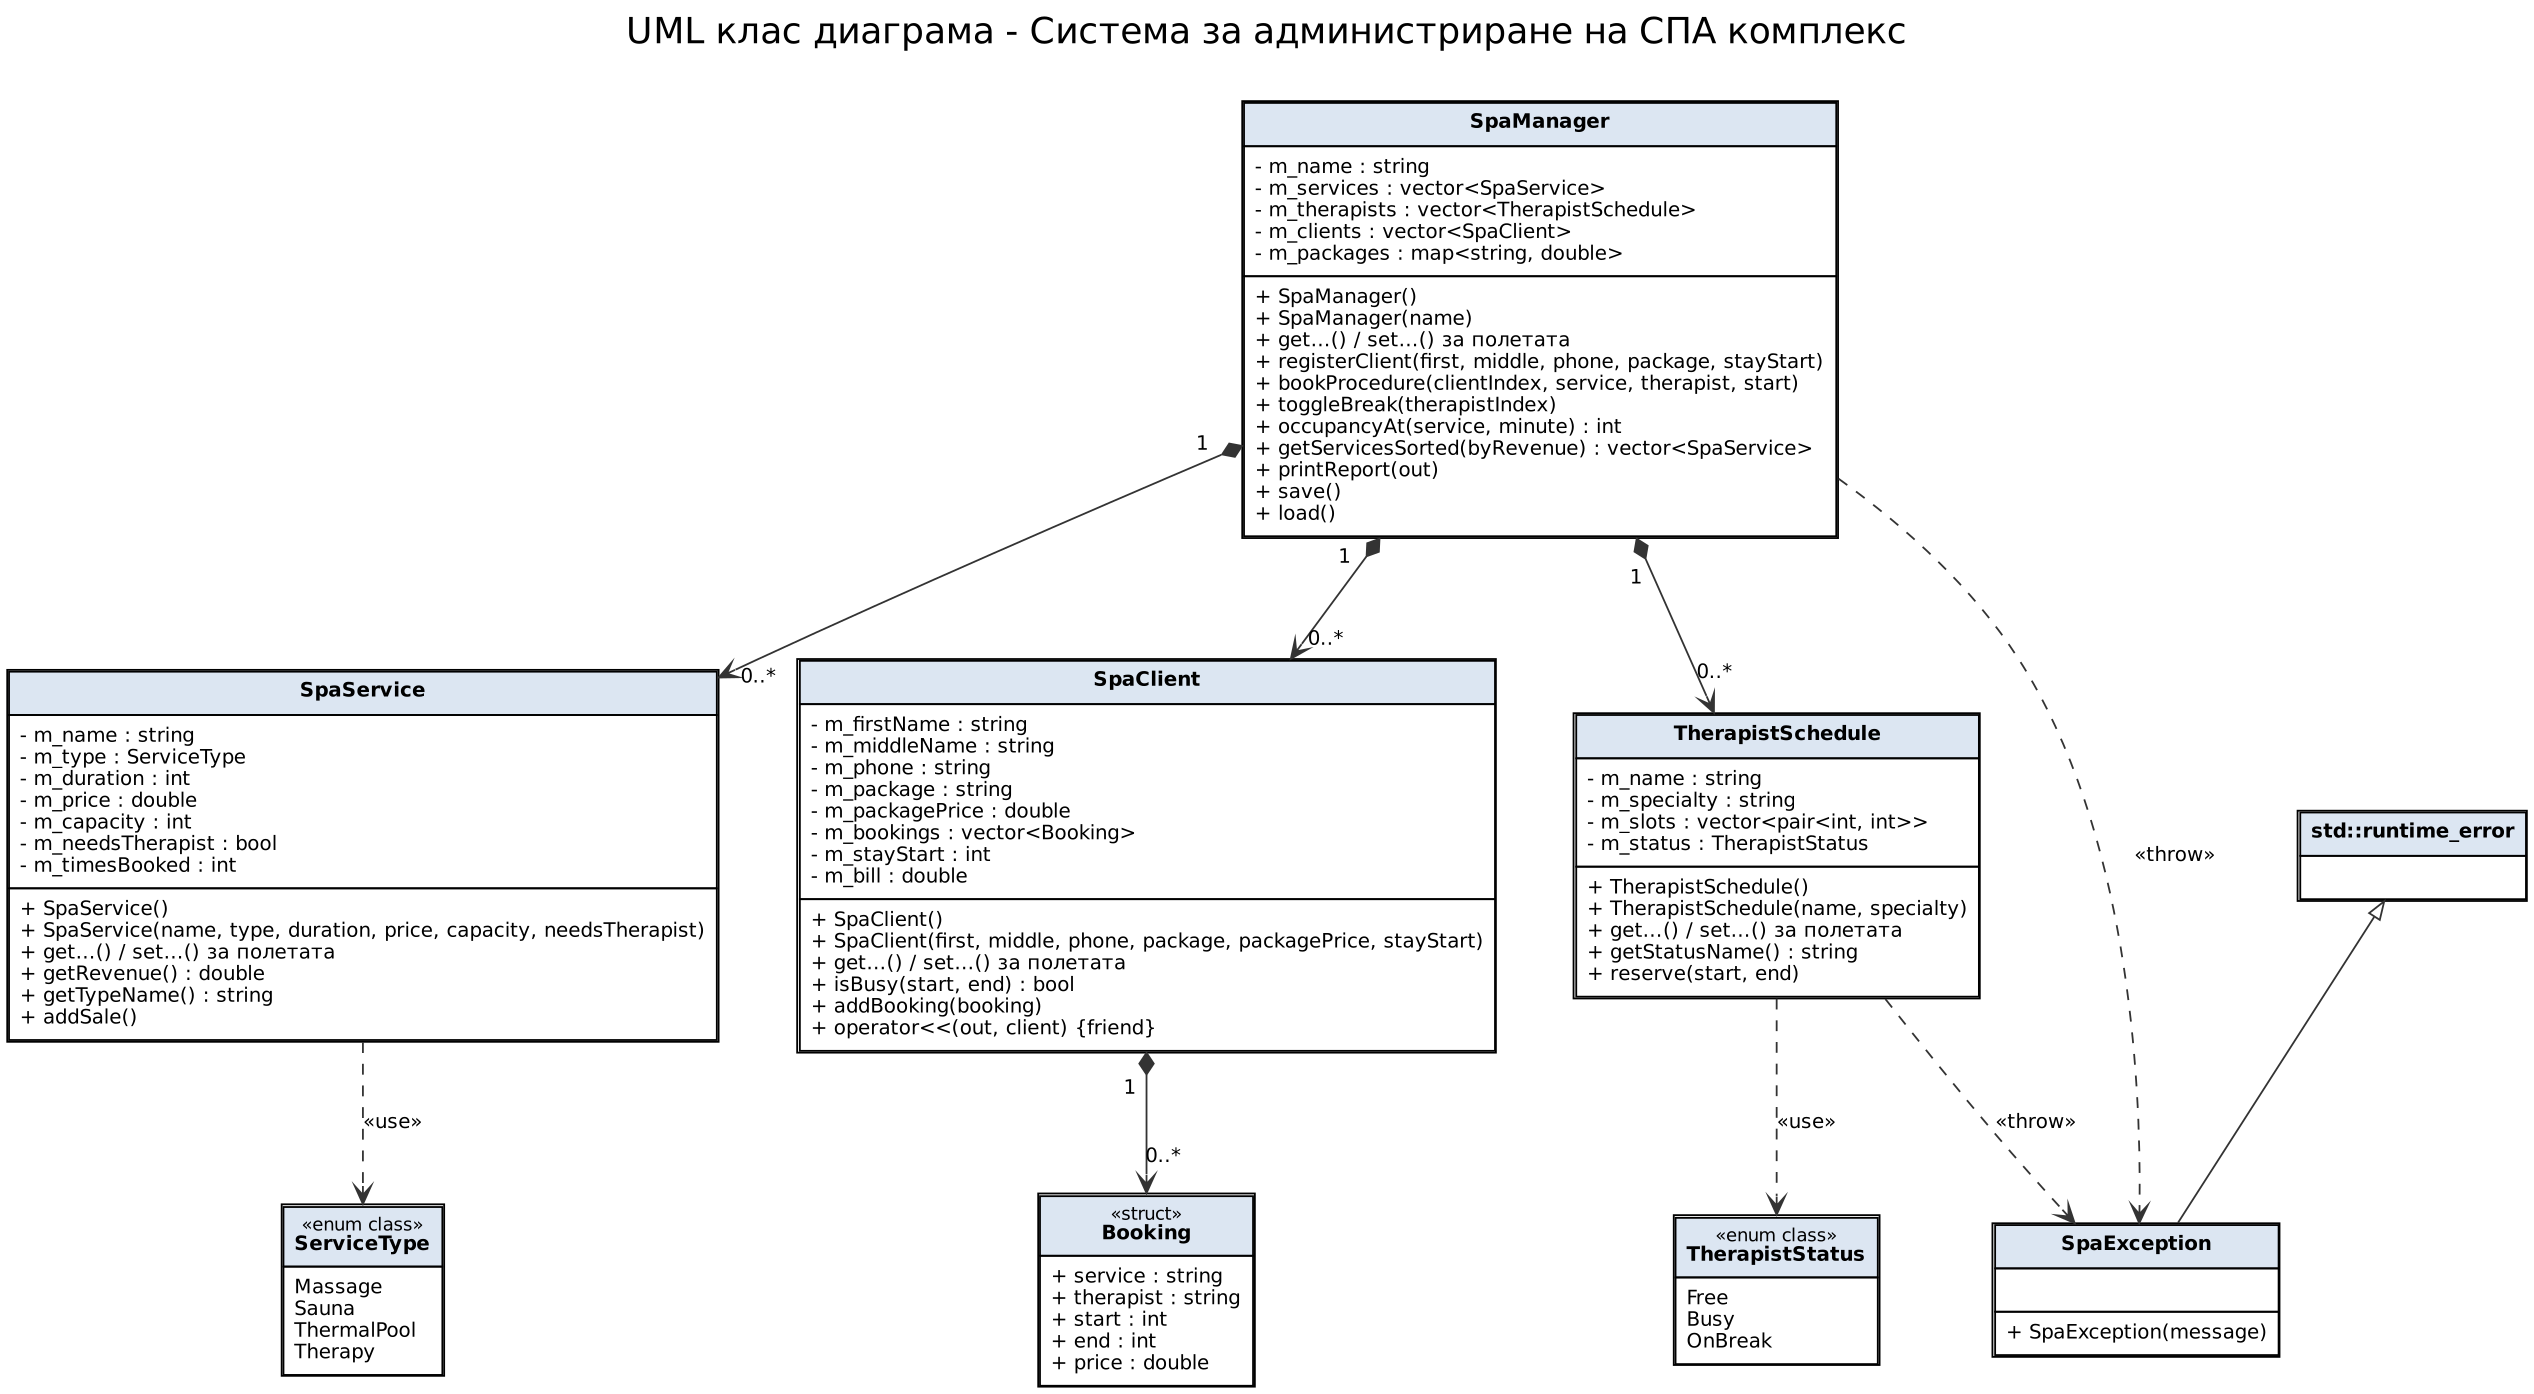 UML клас диаграма - Система за администриране на СПА комплекс
SpaManager
- m_name : string
- m_services : vector<SpaService>
- m_therapists : vector<TherapistSchedule>
- m_clients : vector<SpaClient>
- m_packages : map<string, double>
+ SpaManager()
+ SpaManager(name)
+ get...() / set...() за полетата
+ registerClient(first, middle, phone, package, stayStart)
+ bookProcedure(clientIndex, service, therapist, start)
+ toggleBreak(therapistIndex)
+ occupancyAt(service, minute) : int
+ getServicesSorted(byRevenue) : vector<SpaService>
+ printReport(out)
+ save()
+ load()
1
1
1
0..*
0..*
0..*
SpaService
- m_name : string
- m_type : ServiceType
- m_duration : int
- m_price : double
- m_capacity : int
- m_needsTherapist : bool
- m_timesBooked : int
+ SpaService()
+ SpaService(name, type, duration, price, capacity, needsTherapist)
+ get...() / set...() за полетата
+ getRevenue() : double
+ getTypeName() : string
+ addSale()
SpaClient
- m_firstName : string
- m_middleName : string
- m_phone : string
- m_package : string
- m_packagePrice : double
- m_bookings : vector<Booking>
- m_stayStart : int
- m_bill : double
+ SpaClient()
+ SpaClient(first, middle, phone, package, packagePrice, stayStart)
+ get...() / set...() за полетата
+ isBusy(start, end) : bool
+ addBooking(booking)
+ operator<<(out, client) {friend}
TherapistSchedule
- m_name : string
- m_specialty : string
- m_slots : vector<pair<int, int>>
- m_status : TherapistStatus
+ TherapistSchedule()
+ TherapistSchedule(name, specialty)
+ get...() / set...() за полетата
+ getStatusName() : string
+ reserve(start, end)
«throw»
std::runtime_error
«use»
1
0..*
«use»
«throw»
«enum class»
ServiceType
Massage
Sauna
ThermalPool
Therapy
«struct»
Booking
+ service : string
+ therapist : string
+ start : int
+ end : int
+ price : double
«enum class»
TherapistStatus
Free
Busy
OnBreak
SpaException
+ SpaException(message)